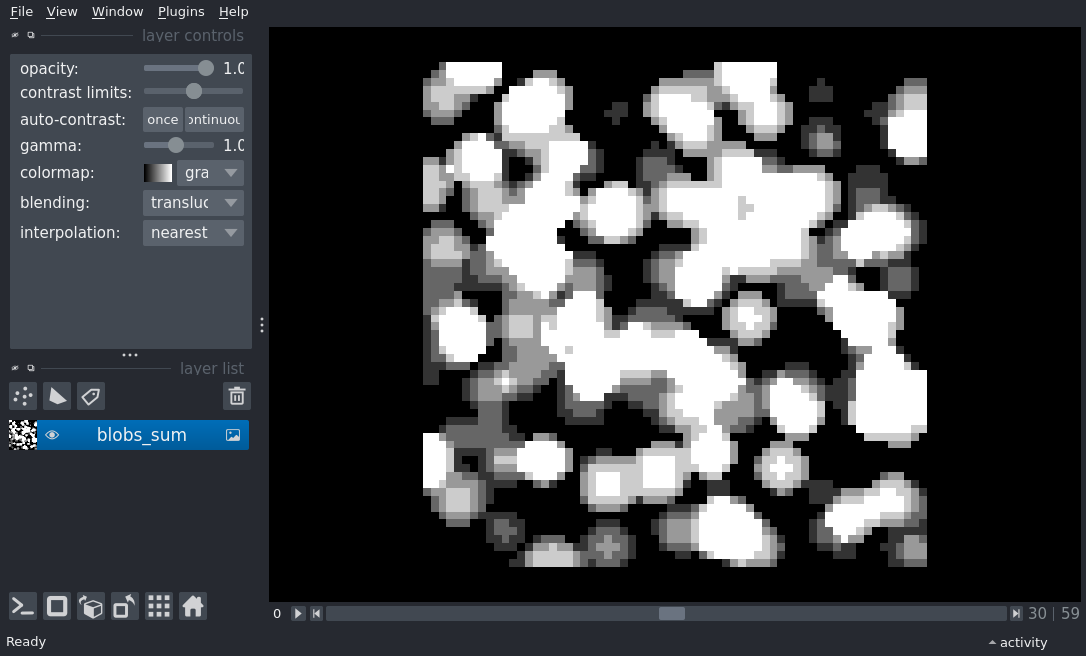 File View Window Plugins Help
layer controls
opacity: 1.0
contrast limits:
auto-contrast: once ontinuou
gamma: 1.0
colormap: gra
blending: transluc
interpolation: nearest
layer list
blobs_sum
0 30 | 59
Ready activity